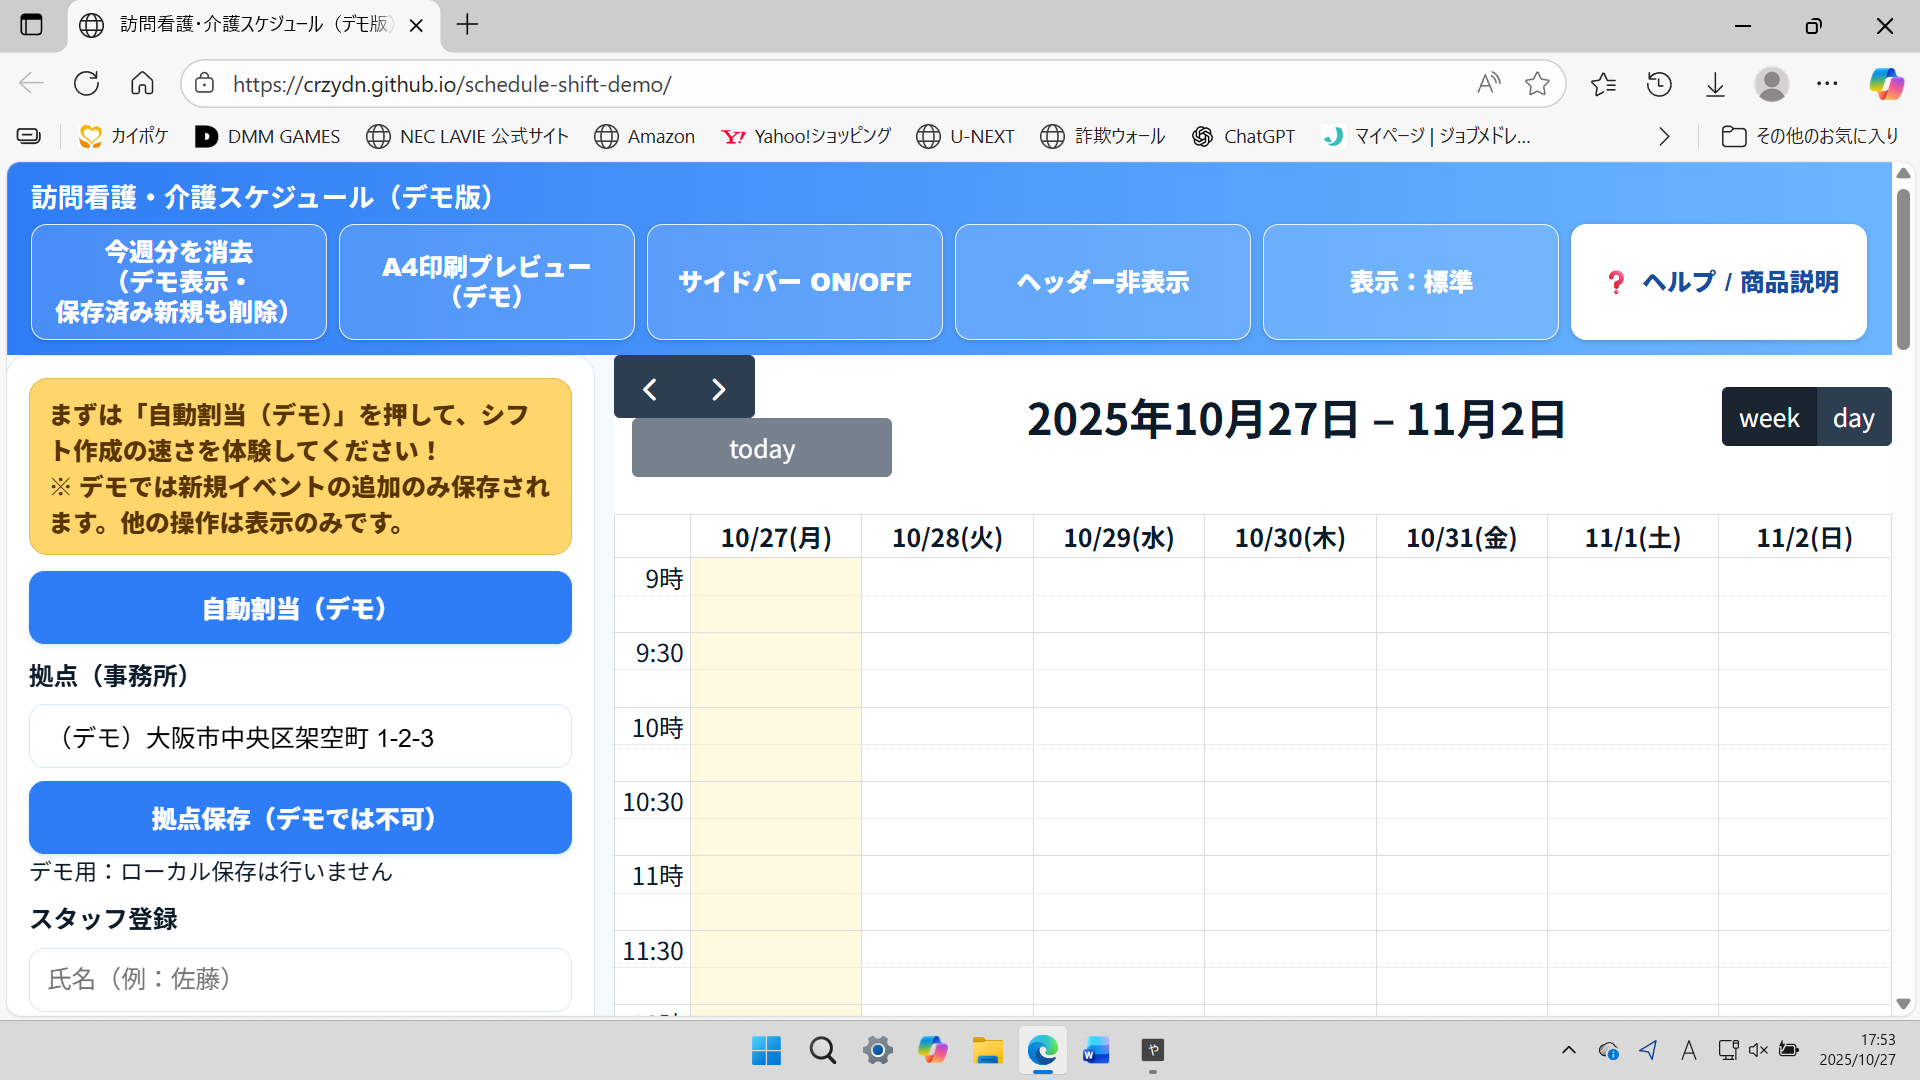 訪問看護・介護スケジュール（デモ版）
https://crzydn.github.io/schedule-shift-demo/
カイポケ
DMM GAMES
NEC LAVIE 公式サイト
Amazon
Yahoo!ショッピング
U-NEXT
詐欺ウォール
ChatGPT
マイページ | ジョブメドレ...
その他のお気に入り
訪問看護・介護スケジュール（デモ版）
今週分を消去
（デモ表示・
保存済み新規も削除）
A4印刷プレビュー
（デモ）
サイドバー ON/OFF
ヘッダー非表示
表示：標準
❓ ヘルプ / 商品説明
まずは「自動割当（デモ）」を押して、シフ
ト作成の速さを体験してください！
※ デモでは新規イベントの追加のみ保存され
ます。他の操作は表示のみです。
自動割当（デモ）
拠点（事務所）
（デモ）大阪市中央区架空町 1-2-3
拠点保存（デモでは不可）
デモ用：ローカル保存は行いません
スタッフ登録
氏名（例：佐藤）
today
2025年10月27日 – 11月2日
week
day
10/27(月)
10/28(火)
10/29(水)
10/30(木)
10/31(金)
11/1(土)
11/2(日)
9時
9:30
10時
10:30
11時
11:30
や
A
17:53
2025/10/27